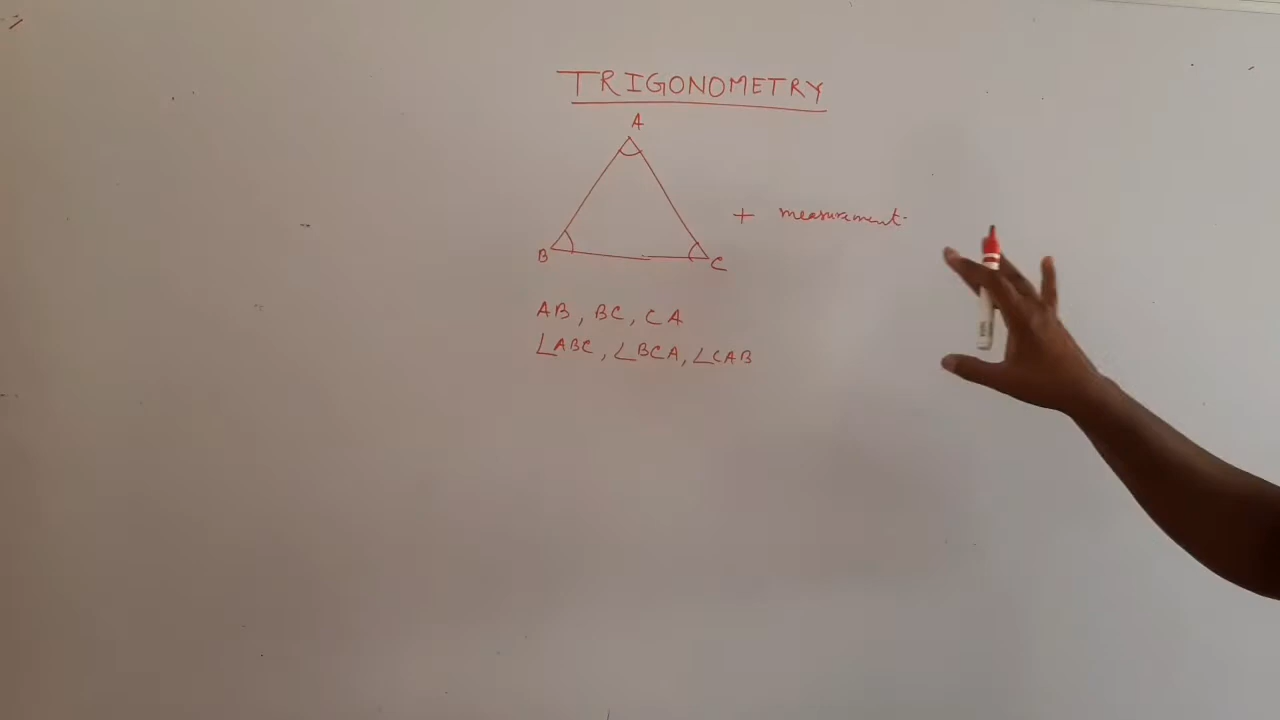 TRIGONOMETRY
A
+ measurement
B
C
AB, BC, CA
∠ABC, ∠BCA, ∠CAB